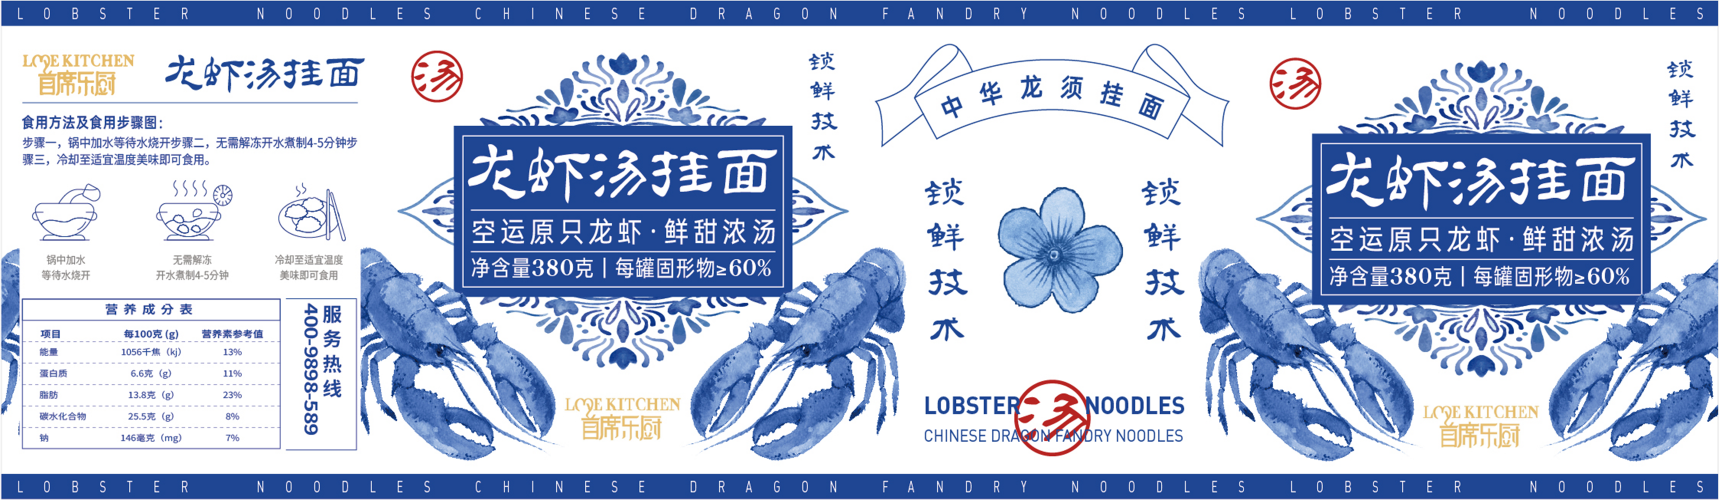 LOBSTER NOODLES CHINESE DRAGON FANDRY NOODLES LOBSTER NOODLES
LOVE KITCHEN
首席乐厨
龙虾汤挂面
食用方法及食用步骤图：
步骤一，锅中加水等待水烧开步骤二，无需解冻开水煮制4-5分钟步
骤三，冷却至适宜温度美味即可食用。
锅中加水
等待水烧开
无需解冻
开水煮制4-5分钟
冷却至适宜温度
美味即可食用
营养成分表
项目 每100克 (g) 营养素参考值
能量 1056千焦（kj） 13%
蛋白质 6.6克（g） 11%
脂肪 13.8克（g） 23%
碳水化合物 25.5克（g） 8%
钠 146毫克（mg） 7%
服务热线
400-9898-589
汤
锁鲜技术
龙虾汤挂面
空运原只龙虾·鲜甜浓汤
净含量380克丨每罐固形物≥60%
LOVE KITCHEN
首席乐厨
中华龙须挂面
锁鲜技术
锁鲜技术
LOBSTER 汤 NOODLES
CHINESE DRAGON FANDRY NOODLES
汤
锁鲜技术
龙虾汤挂面
空运原只龙虾·鲜甜浓汤
净含量380克丨每罐固形物≥60%
LOVE KITCHEN
首席乐厨
LOBSTER NOODLES CHINESE DRAGON FANDRY NOODLES LOBSTER NOODLES